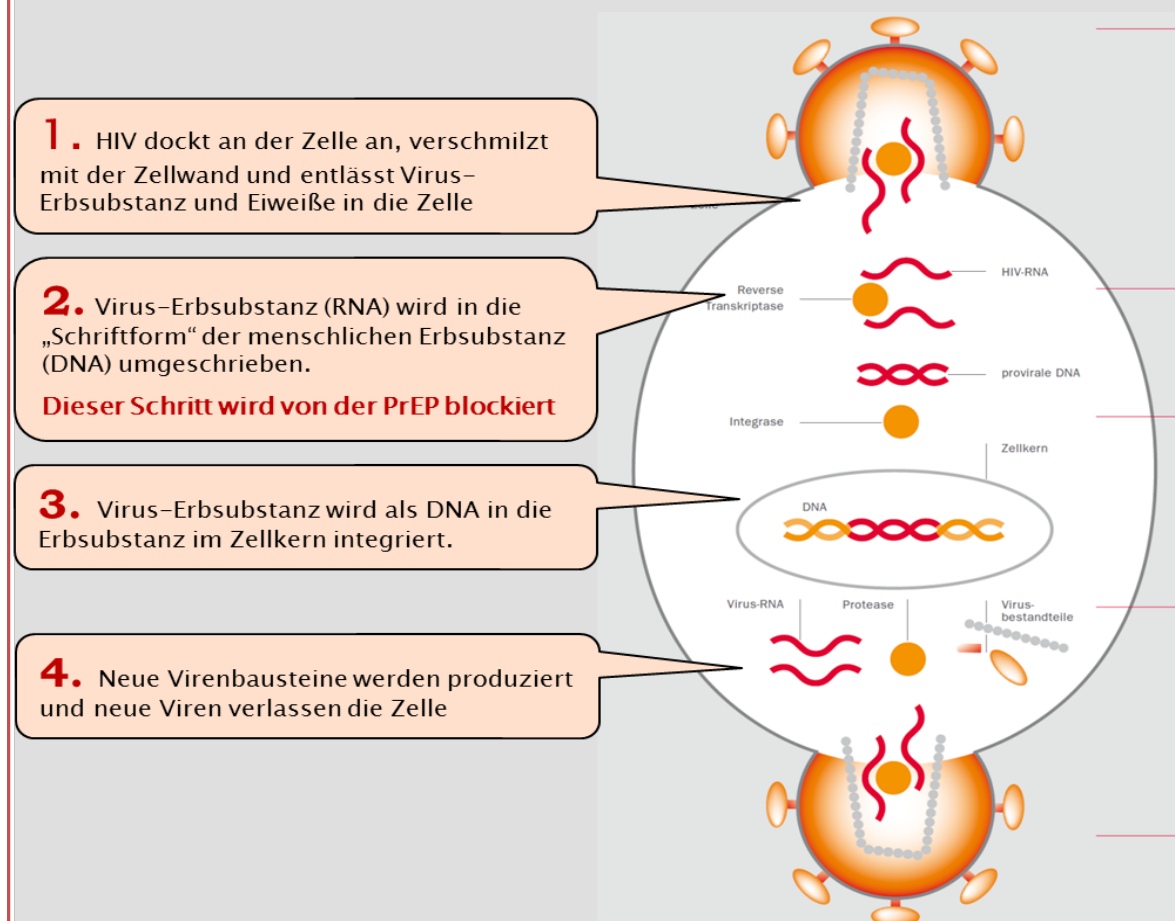 1. HIV dockt an der Zelle an, verschmilzt
mit der Zellwand und entlässt Virus-
Erbsubstanz und Eiweiße in die Zelle
2. Virus-Erbsubstanz (RNA) wird in die
„Schriftform“ der menschlichen Erbsubstanz
(DNA) umgeschrieben.
Dieser Schritt wird von der PrEP blockiert
3. Virus-Erbsubstanz wird als DNA in die
Erbsubstanz im Zellkern integriert.
4. Neue Virenbausteine werden produziert
und neue Viren verlassen die Zelle
Zelle
HIV-RNA
Reverse
Transkriptase
provirale DNA
Integrase
Zellkern
DNA
Virus-RNA
Protease
Virus-
bestandteile